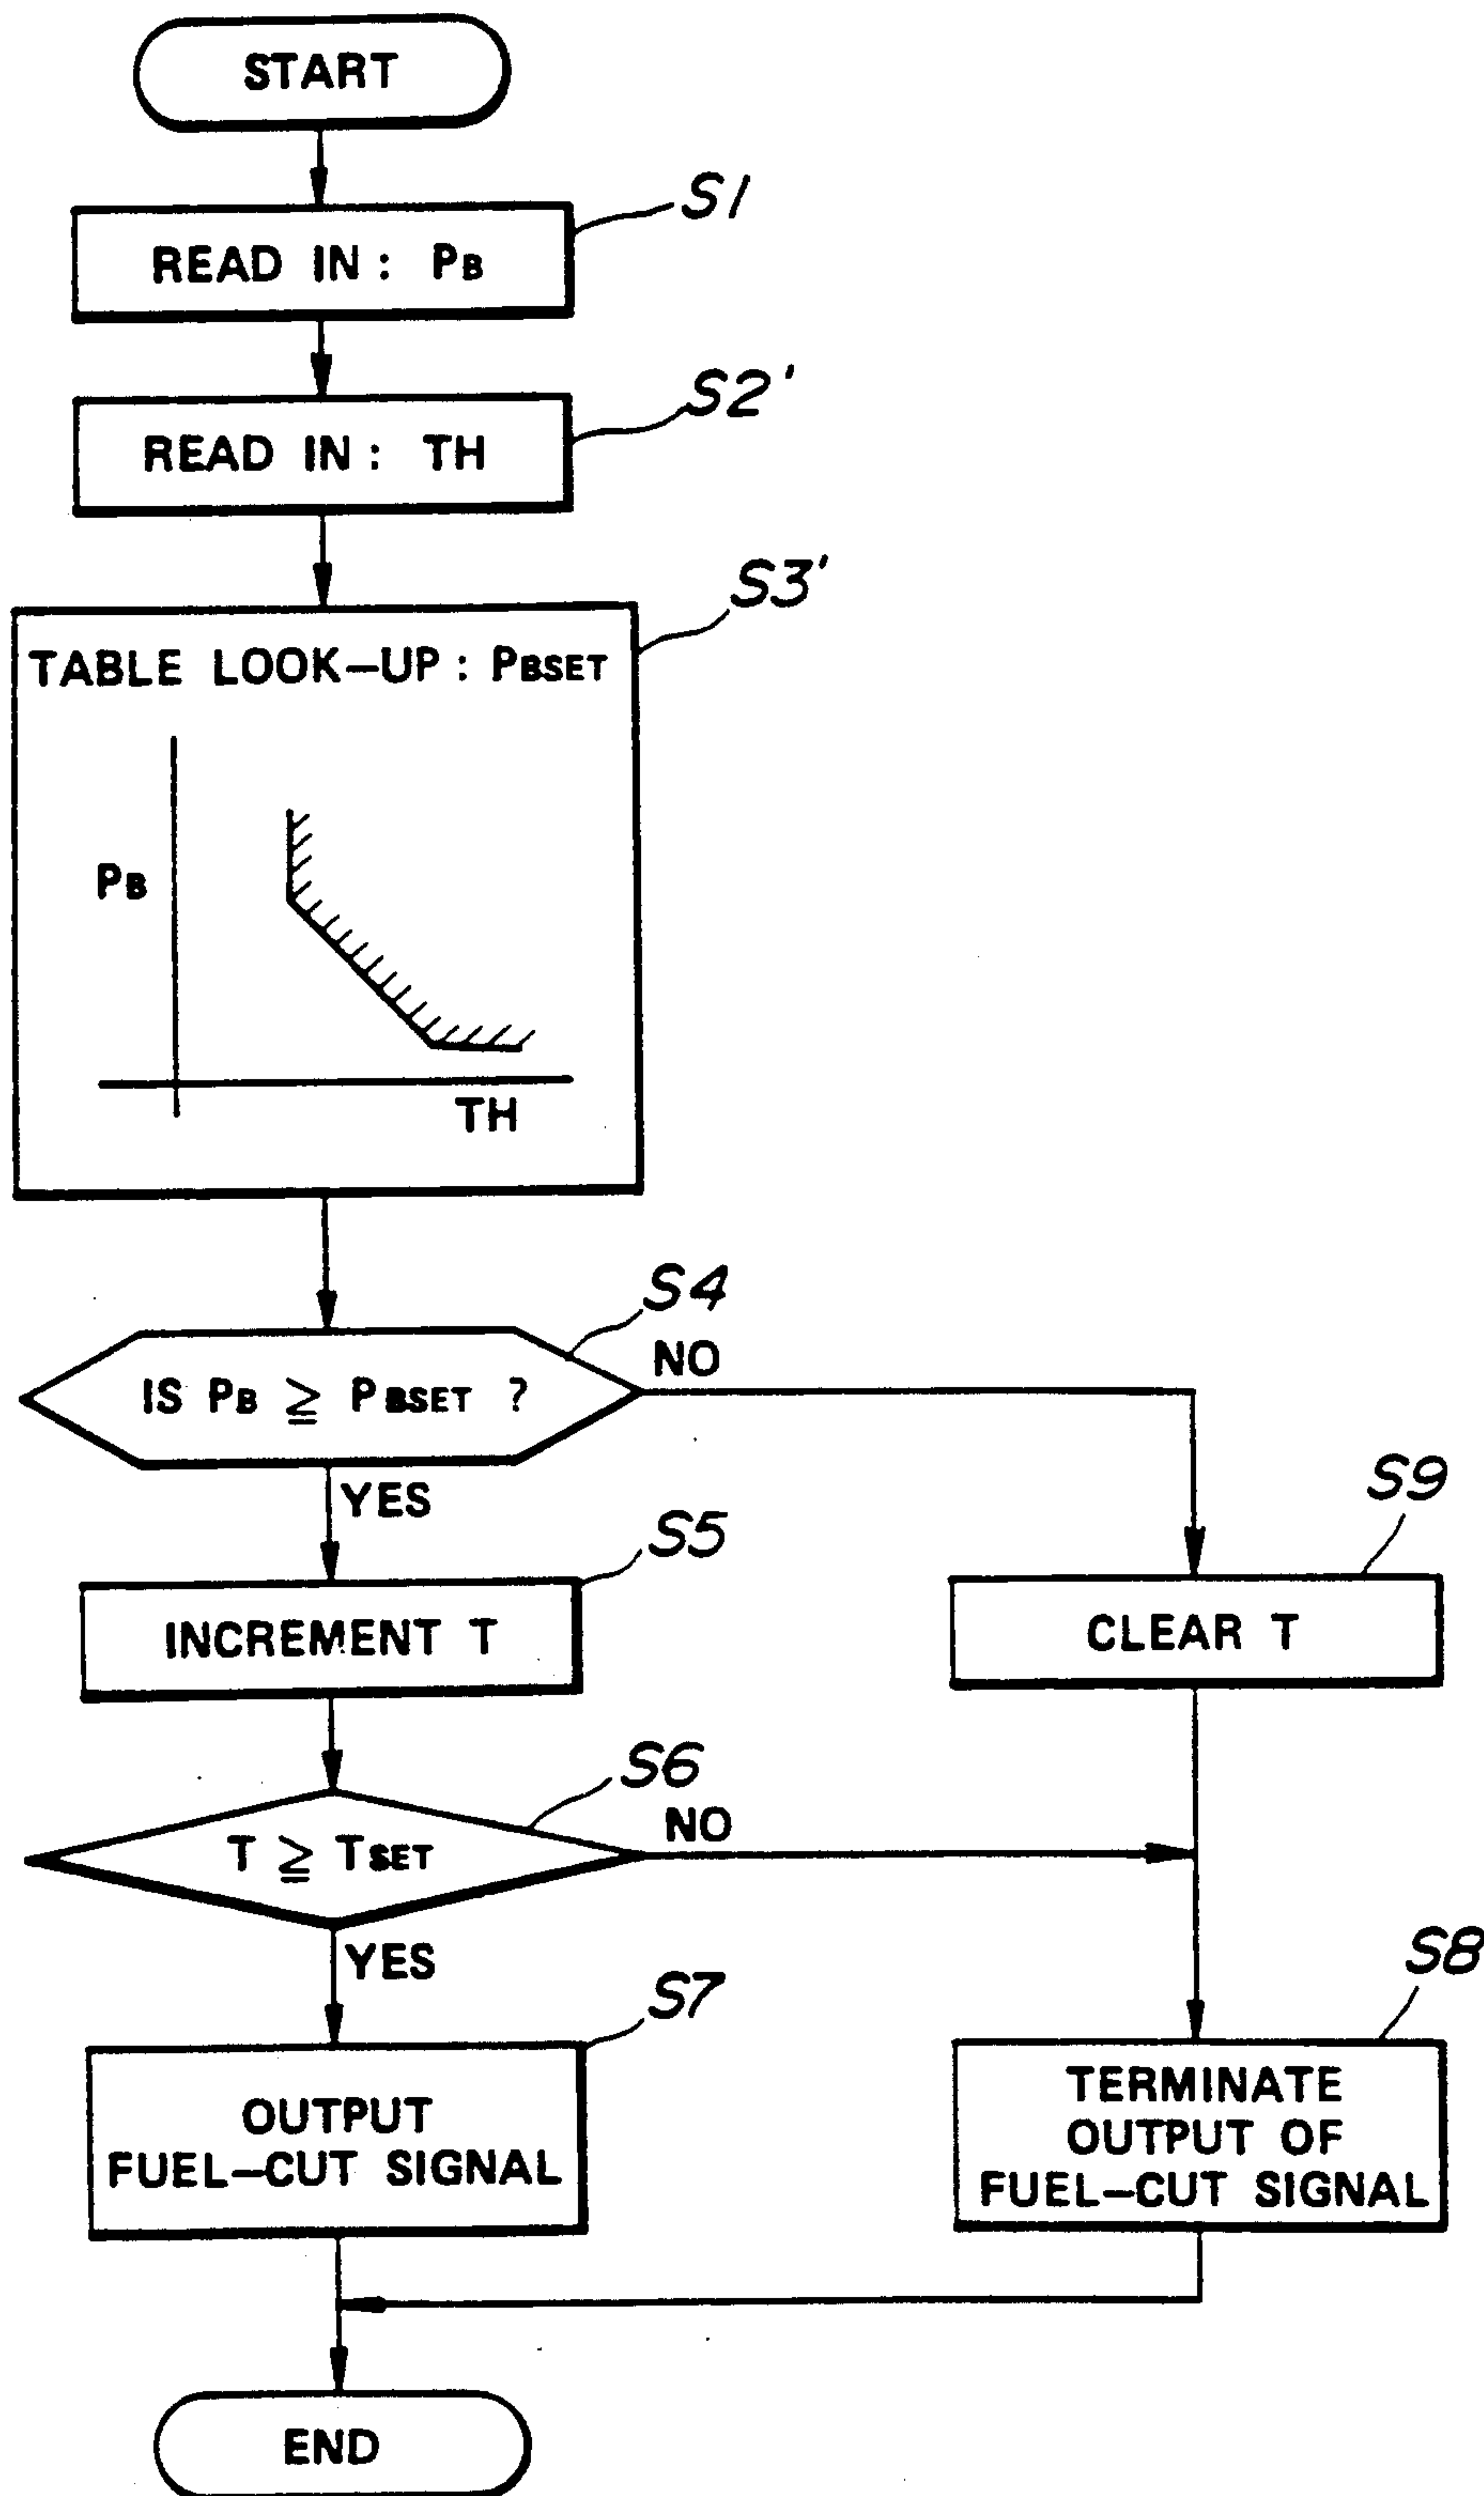 START
S1
READ IN: PB
S2'
READ IN: TH
S3'
TABLE LOOK-UP: PBSET
PB
TH
S4
NO
IS PB ≧ PBSET ?
YES
S5
S9
INCREMENT T
CLEAR T
S6
NO
T ≧ TSET
YES
S7
S8
OUTPUT
FUEL-CUT SIGNAL
TERMINATE
OUTPUT OF
FUEL-CUT SIGNAL
END